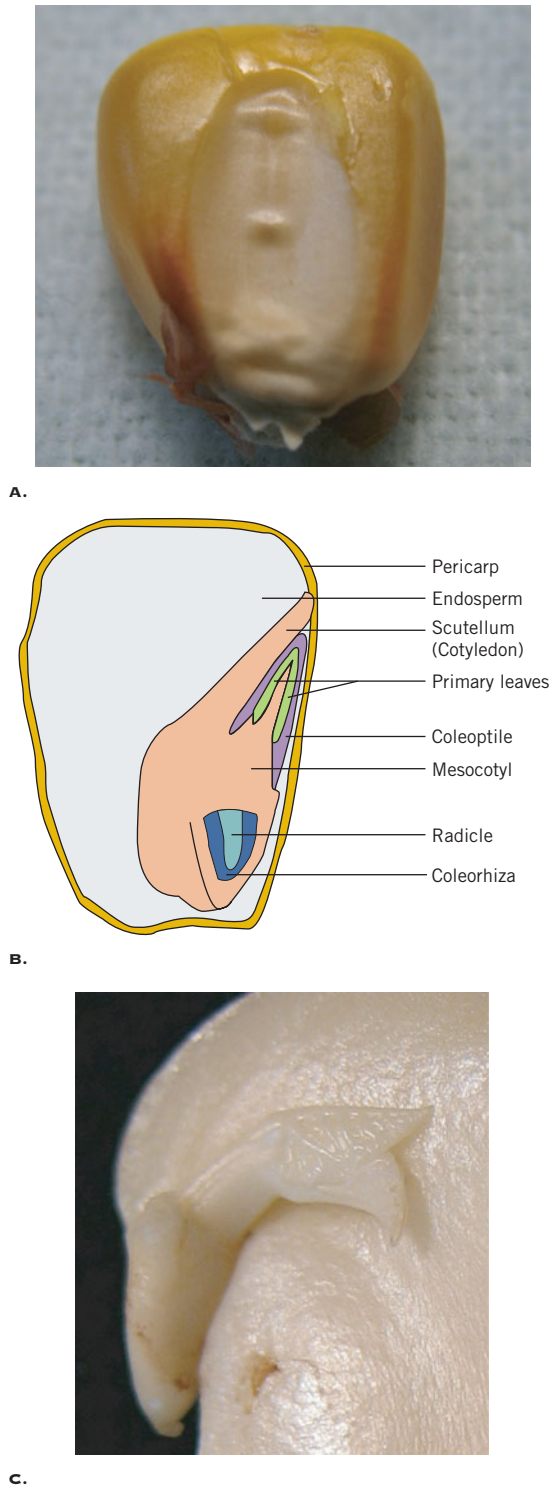 A.
Pericarp
Endosperm
Scutellum
(Cotyledon)
Primary leaves
Coleoptile
Mesocotyl
Radicle
Coleorhiza
B.
C.